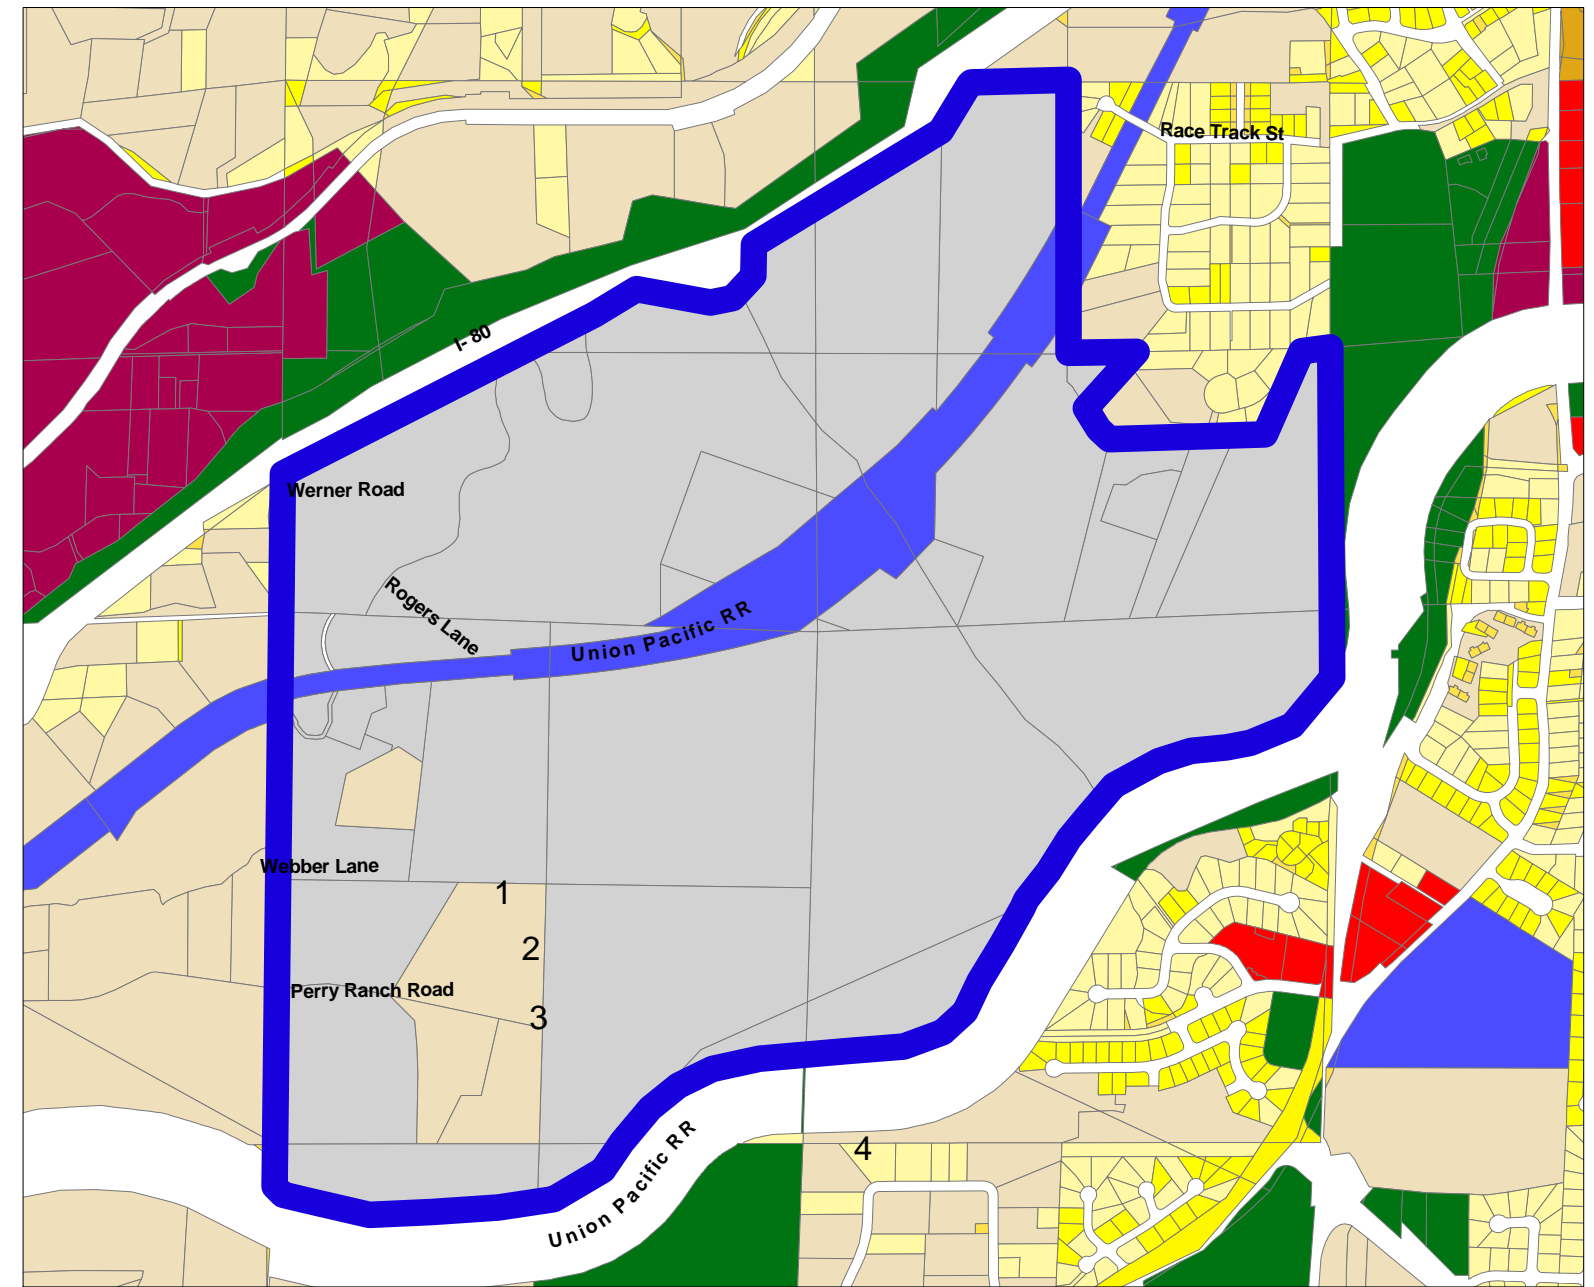 Race Track St
I- 80
Werner Road
Rogers Lane
Union Pacific RR
Webber Lane
1
2
Perry Ranch Road
3
Union Pacific RR
4